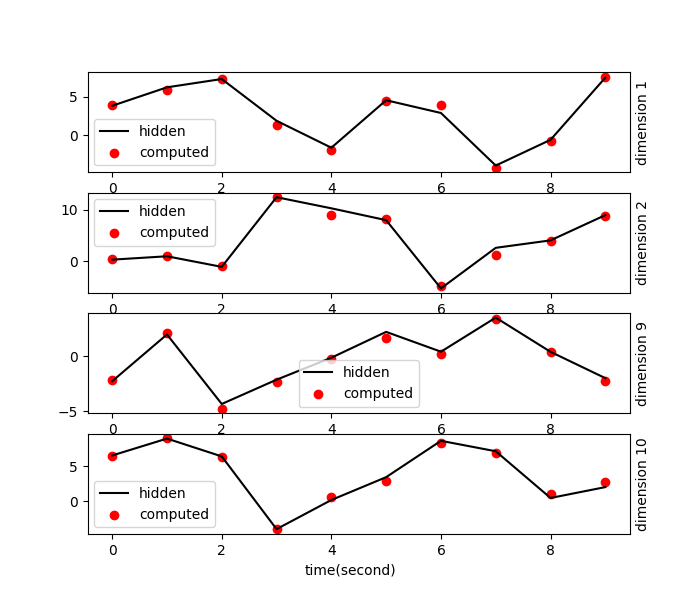 5
0
hidden
computed
0 2 4 6 8
dimension 1
10
0
hidden
computed
0 2 4 6 8
dimension 2
0
−5
hidden
computed
0 2 4 6 8
dimension 9
5
0
hidden
computed
0 2 4 6 8
dimension 10
time(second)